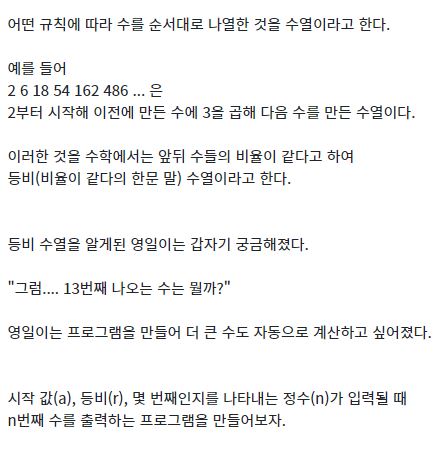 어떤 규칙에 따라 수를 순서대로 나열한 것을 수열이라고 한다.
예를 들어
2 6 18 54 162 486 ... 은
2부터 시작해 이전에 만든 수에 3을 곱해 다음 수를 만든 수열이다.
이러한 것을 수학에서는 앞뒤 수들의 비율이 같다고 하여
등비(비율이 같다의 한문 말) 수열이라고 한다.
등비 수열을 알게된 영일이는 갑자기 궁금해졌다.
"그럼.... 13번째 나오는 수는 뭘까?"
영일이는 프로그램을 만들어 더 큰 수도 자동으로 계산하고 싶어졌다.
시작 값(a), 등비(r), 몇 번째인지를 나타내는 정수(n)가 입력될 때
n번째 수를 출력하는 프로그램을 만들어보자.